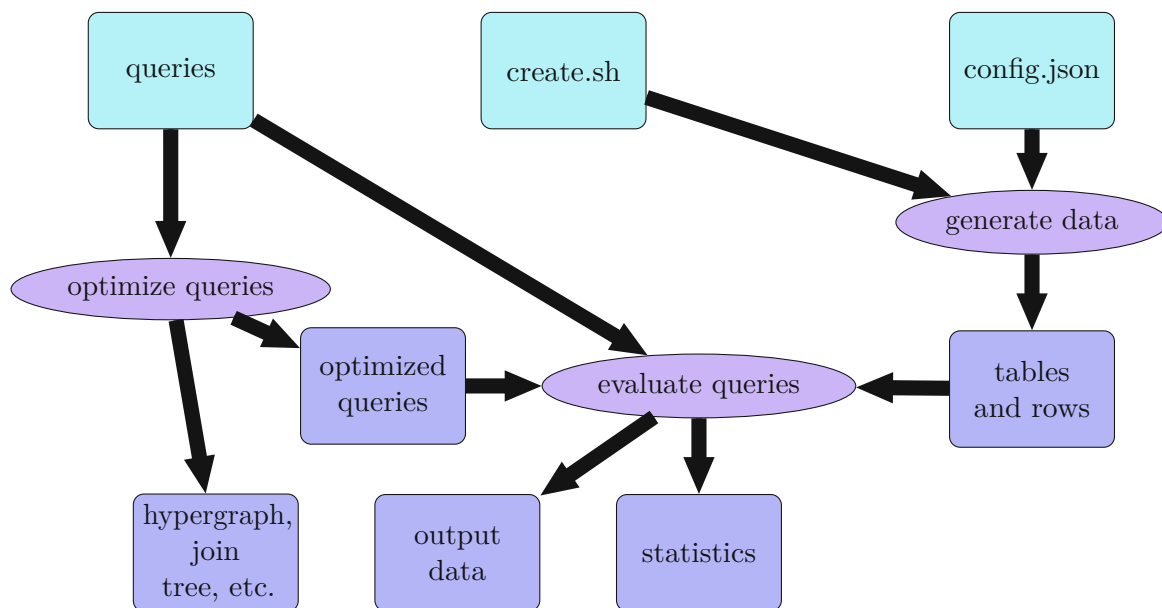 queries
create.sh
config.json
generate data
optimize queries
optimized
queries
evaluate queries
tables
and rows
hypergraph,
join
tree, etc.
output
data
statistics